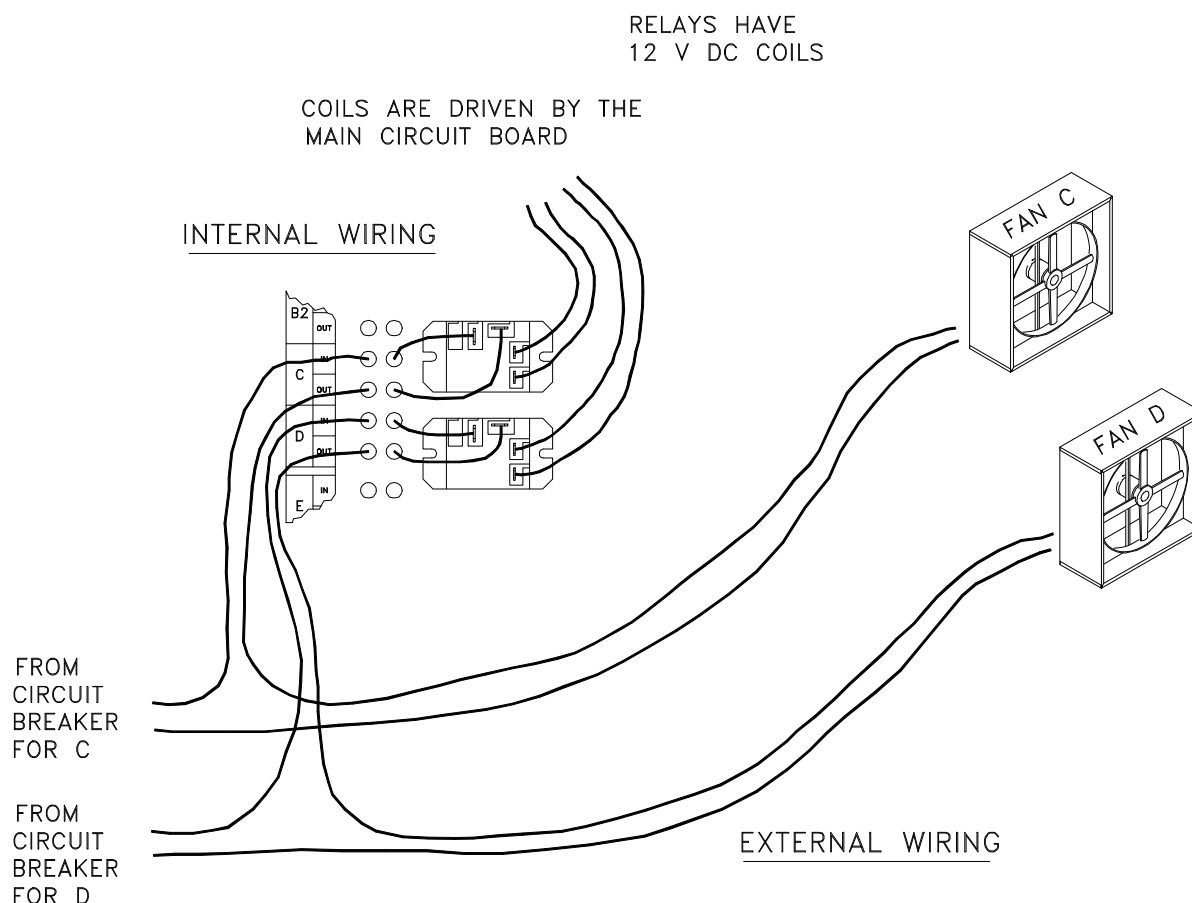 RELAYS HAVE
12 V DC COILS
COILS ARE DRIVEN BY THE
MAIN CIRCUIT BOARD
INTERNAL WIRING
FAN C
B2
OUT
IN
C
OUT
IN
D
OUT
IN
E
FAN D
FROM
CIRCUIT
BREAKER
FOR C
FROM
CIRCUIT
BREAKER
FOR D
EXTERNAL WIRING